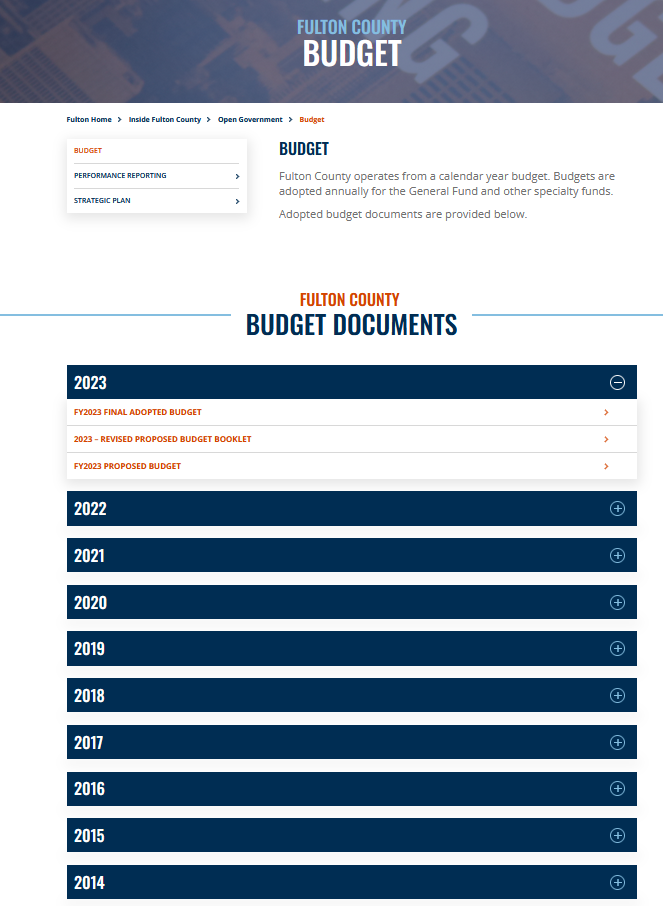 FULTON COUNTY
BUDGET
Fulton Home > Inside Fulton County > Open Government > Budget
BUDGET
PERFORMANCE REPORTING
STRATEGIC PLAN
BUDGET
Fulton County operates from a calendar year budget. Budgets are
adopted annually for the General Fund and other specialty funds.
Adopted budget documents are provided below.
FULTON COUNTY
BUDGET DOCUMENTS
2023
FY2023 FINAL ADOPTED BUDGET
2023 – REVISED PROPOSED BUDGET BOOKLET
FY2023 PROPOSED BUDGET
2022
2021
2020
2019
2018
2017
2016
2015
2014